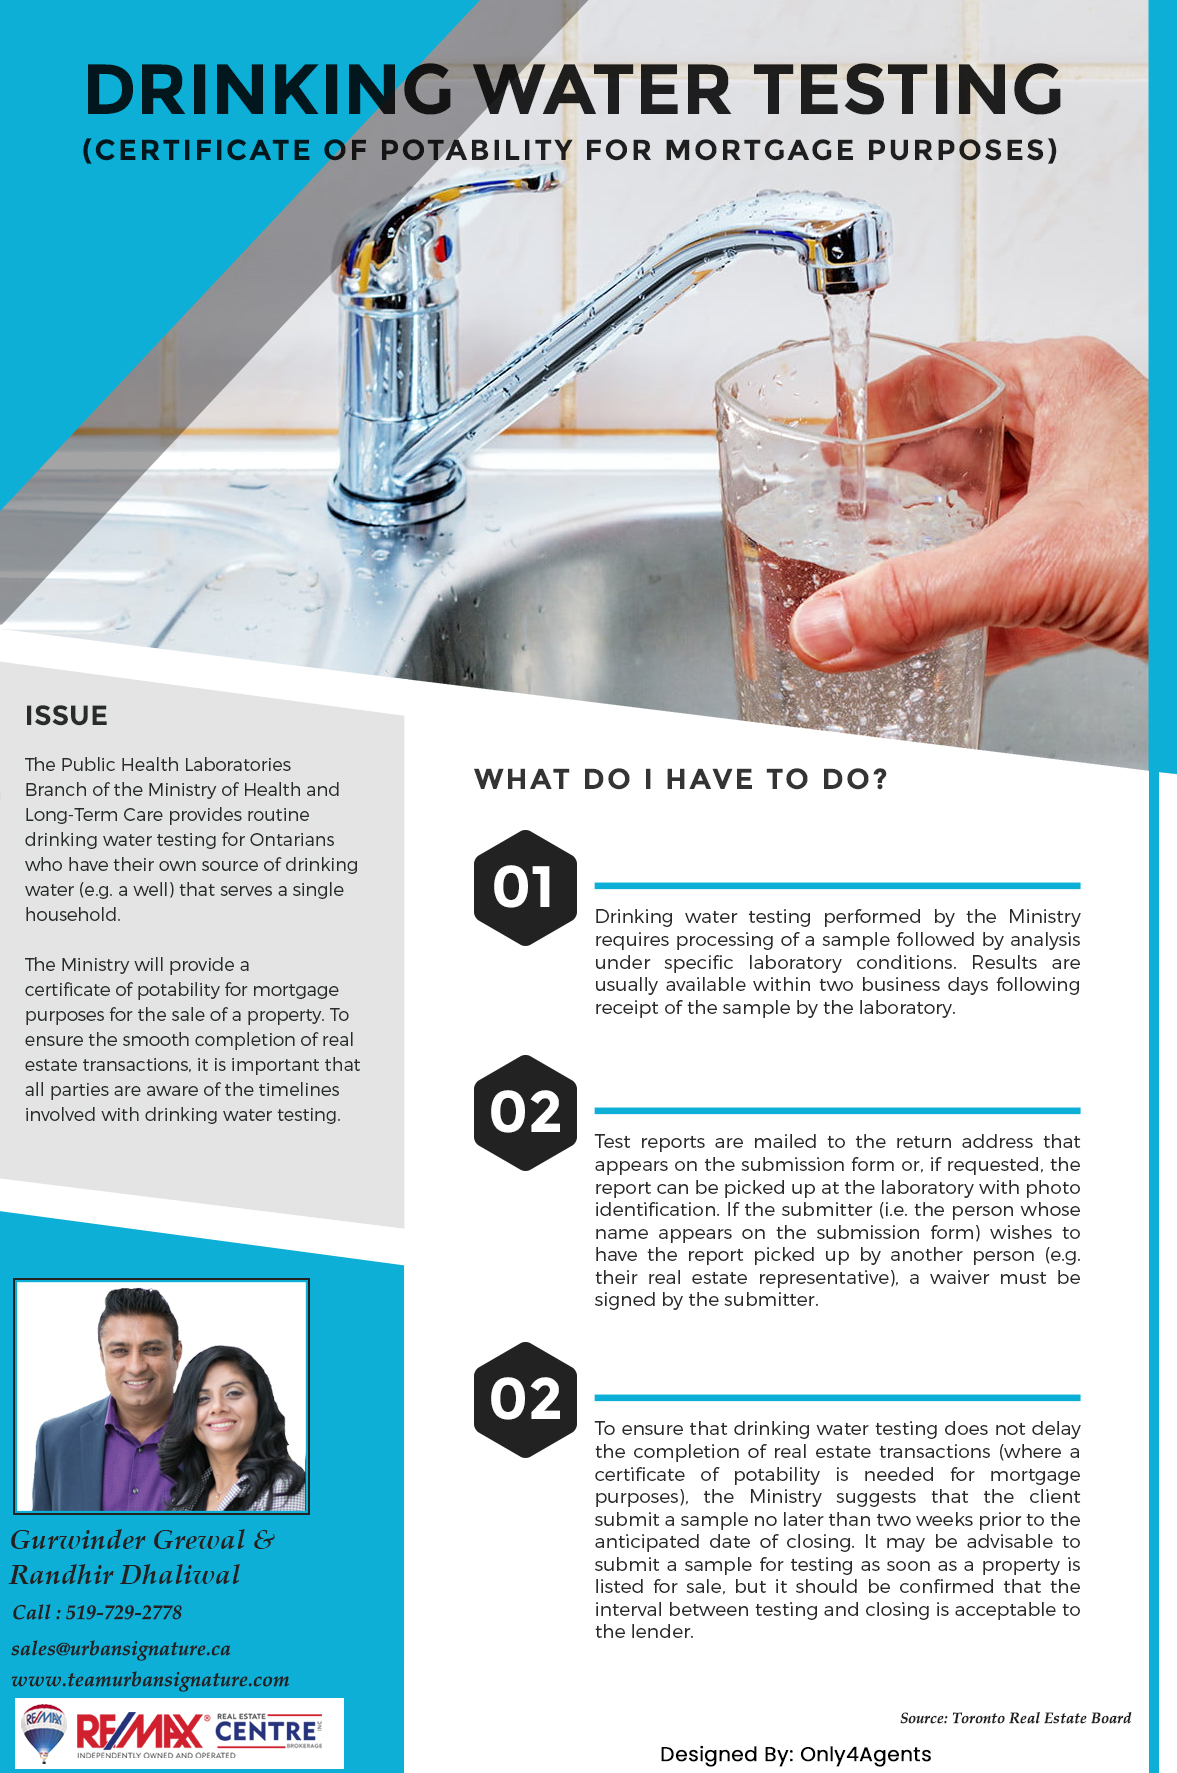 DRINKING WATER TESTING
(CERTIFICATE OF POTABILITY FOR MORTGAGE PURPOSES)
ISSUE
The Public Health Laboratories
Branch of the Ministry of Health and
Long-Term Care provides routine
drinking water testing for Ontarians
who have their own source of drinking
water (e.g. a well) that serves a single
household.
The Ministry will provide a
certificate of potability for mortgage
purposes for the sale of a property. To
ensure the smooth completion of real
estate transactions, it is important that
all parties are aware of the timelines
involved with drinking water testing.
WHAT DO I HAVE TO DO?
01
Drinking water testing performed by the Ministry
requires processing of a sample followed by analysis
under specific laboratory conditions. Results are
usually available within two business days following
receipt of the sample by the laboratory.
02
Test reports are mailed to the return address that
appears on the submission form or, if requested, the
report can be picked up at the laboratory with photo
identification. If the submitter (i.e. the person whose
name appears on the submission form) wishes to
have the report picked up by another person (e.g.
their real estate representative), a waiver must be
signed by the submitter.
02
To ensure that drinking water testing does not delay
the completion of real estate transactions (where a
certificate of potability is needed for mortgage
purposes), the Ministry suggests that the client
submit a sample no later than two weeks prior to the
anticipated date of closing. It may be advisable to
submit a sample for testing as soon as a property is
listed for sale, but it should be confirmed that the
interval between testing and closing is acceptable to
the lender.
Gurwinder Grewal &
Randhir Dhaliwal
Call : 519-729-2778
sales@urbansignature.ca
www.teamurbansignature.com
RE/MAX
RE/MAX®
REAL ESTATE
CENTRE INC
BROKERAGE
INDEPENDENTLY OWNED AND OPERATED
Source: Toronto Real Estate Board
Designed By: Only4Agents